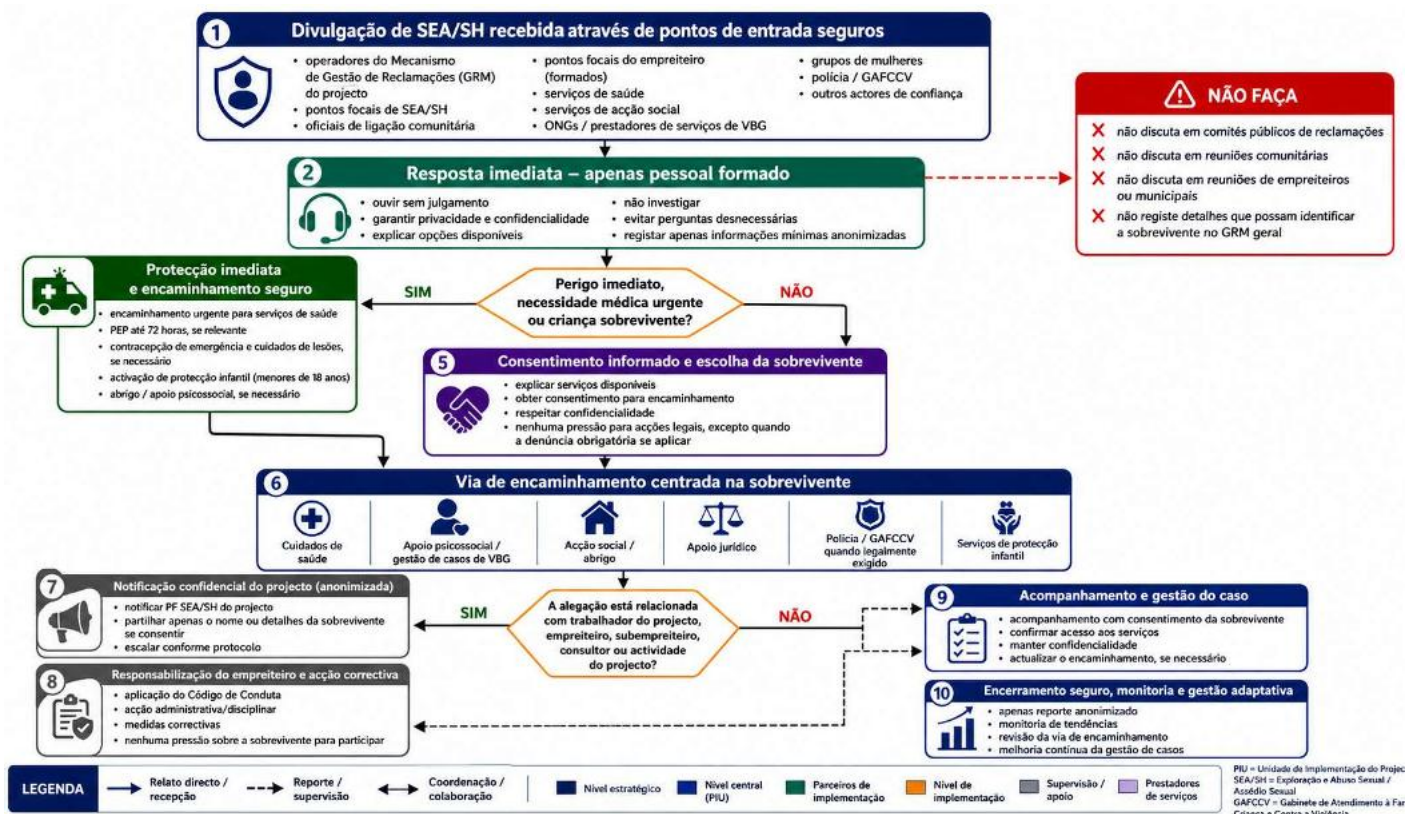 1
Divulgação de SEA/SH recebida através de pontos de entrada seguros
• operadores do Mecanismo
de Gestão de Reclamações (GRM)
do projecto
• pontos focais de SEA/SH
• oficiais de ligação comunitária
• pontos focais do empreiteiro
(formados)
• serviços de saúde
• serviços de acção social
• ONGs / prestadores de serviços de VBG
• grupos de mulheres
• polícia / GAFCCV
• outros actores de confiança
NÃO FAÇA
X não discuta em comités públicos de reclamações
X não discuta em reuniões comunitárias
X não discuta em reuniões de empreiteiros
ou municipais
X não registe detalhes que possam identificar
a sobrevivente no GRM geral
2
Resposta imediata – apenas pessoal formado
• ouvir sem julgamento
• garantir privacidade e confidencialidade
• explicar opções disponíveis
• não investigar
• evitar perguntas desnecessárias
• registar apenas informações mínimas anonimizadas
Perigo imediato,
necessidade médica urgente
ou criança sobrevivente?
SIM
NÃO
Protecção imediata
e encaminhamento seguro
• encaminhamento urgente para serviços de saúde
• PEP até 72 horas, se relevante
• contracepção de emergência e cuidados de lesões,
se necessário
• activação de protecção infantil (menores de 18 anos)
• abrigo / apoio psicossocial, se necessário
5
Consentimento informado e escolha da sobrevivente
• explicar serviços disponíveis
• obter consentimento para encaminhamento
• respeitar confidencialidade
• nenhuma pressão para acções legais, excepto quando
a denúncia obrigatória se aplicar
6
Via de encaminhamento centrada na sobrevivente
Cuidados de
saúde
Apoio psicossocial /
gestão de casos de VBG
Acção social /
abrigo
Apoio jurídico
Polícia / GAFCCV
quando legalmente
exigido
Serviços de protecção
infantil
7
Notificação confidencial do projecto (anonimizada)
• notificar PF SEA/SH do projecto
• partilhar apenas o nome ou detalhes da sobrevivente
se consentir
• escalar conforme protocolo
SIM
A alegação está relacionada
com trabalhador do projecto,
empreiteiro, subempreiteiro,
consultor ou actividade
do projecto?
NÃO
8
Responsabilização do empreiteiro e acção correctiva
• aplicação do Código de Conduta
• acção administrativa/disciplinar
• medidas correctivas
• nenhuma pressão sobre a sobrevivente para participar
9
Acompanhamento e gestão do caso
• acompanhamento com consentimento da sobrevivente
• confirmar acesso aos serviços
• manter confidencialidade
• actualizar o encaminhamento, se necessário
10
Encerramento seguro, monitoria e gestão adaptativa
• apenas reporte anonimizado
• monitoria de tendências
• revisão da via de encaminhamento
• melhoria contínua da gestão de casos
LEGENDA
Relato directo /
recepção
Reporte /
supervisão
Coordenação /
colaboração
Nível estratégico
Nível central
(PIU)
Parceiros de
implementação
Nível de
implementação
Supervisão /
apoio
Prestadores
de serviços
PIU = Unidade de Implementação do Projec
SEA/SH = Exploração e Abuso Sexual /
Assédio Sexual
GAFCCV = Gabinete de Atendimento à Far